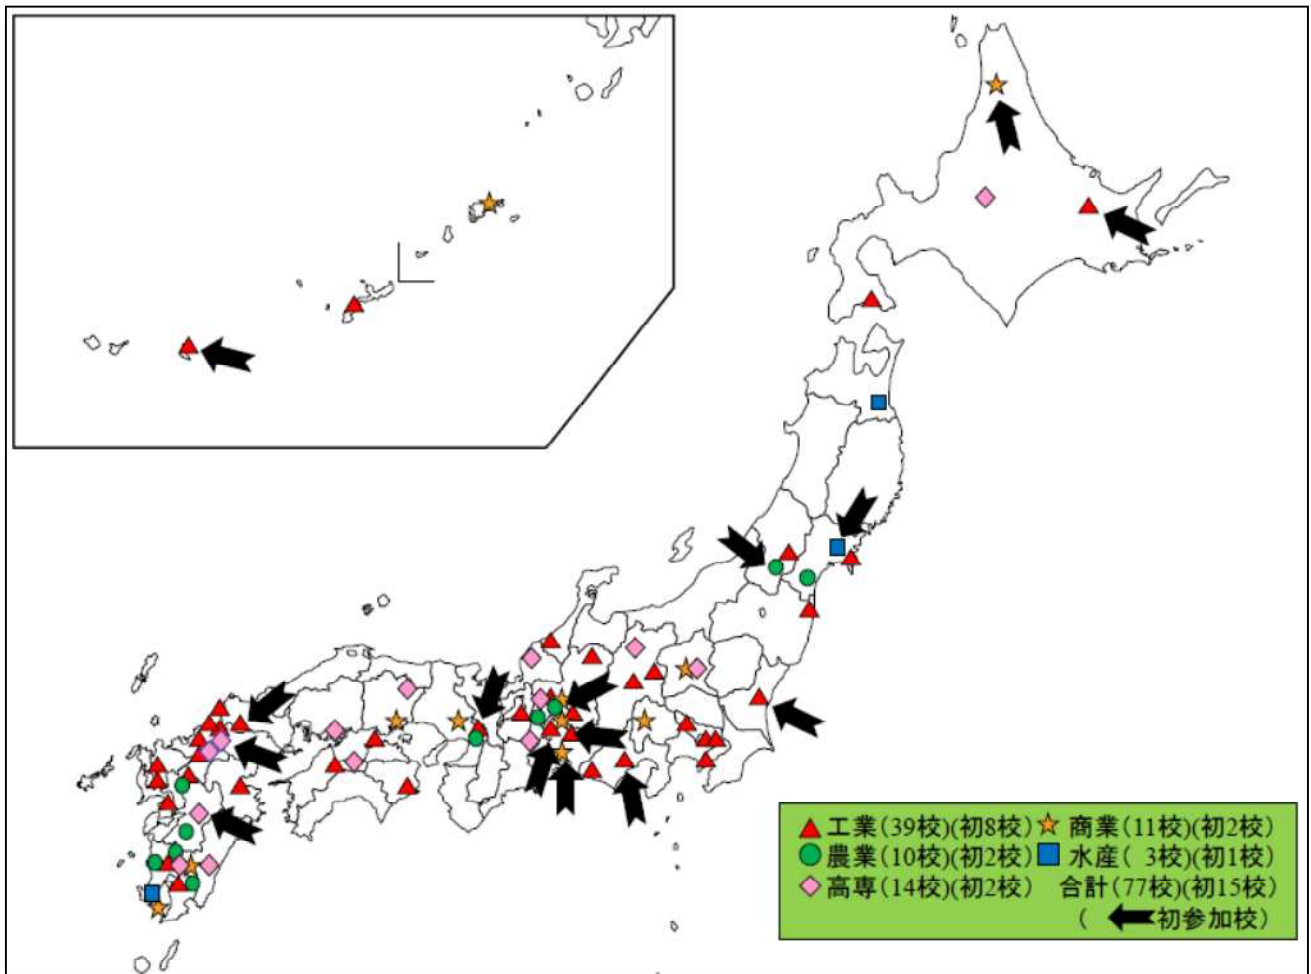 工業(39校)(初8校) 商業(11校)(初2校)
農業(10校)(初2校) 水産( 3校)(初1校)
高専(14校)(初2校) 合計(77校)(初15校)
( 初参加校)